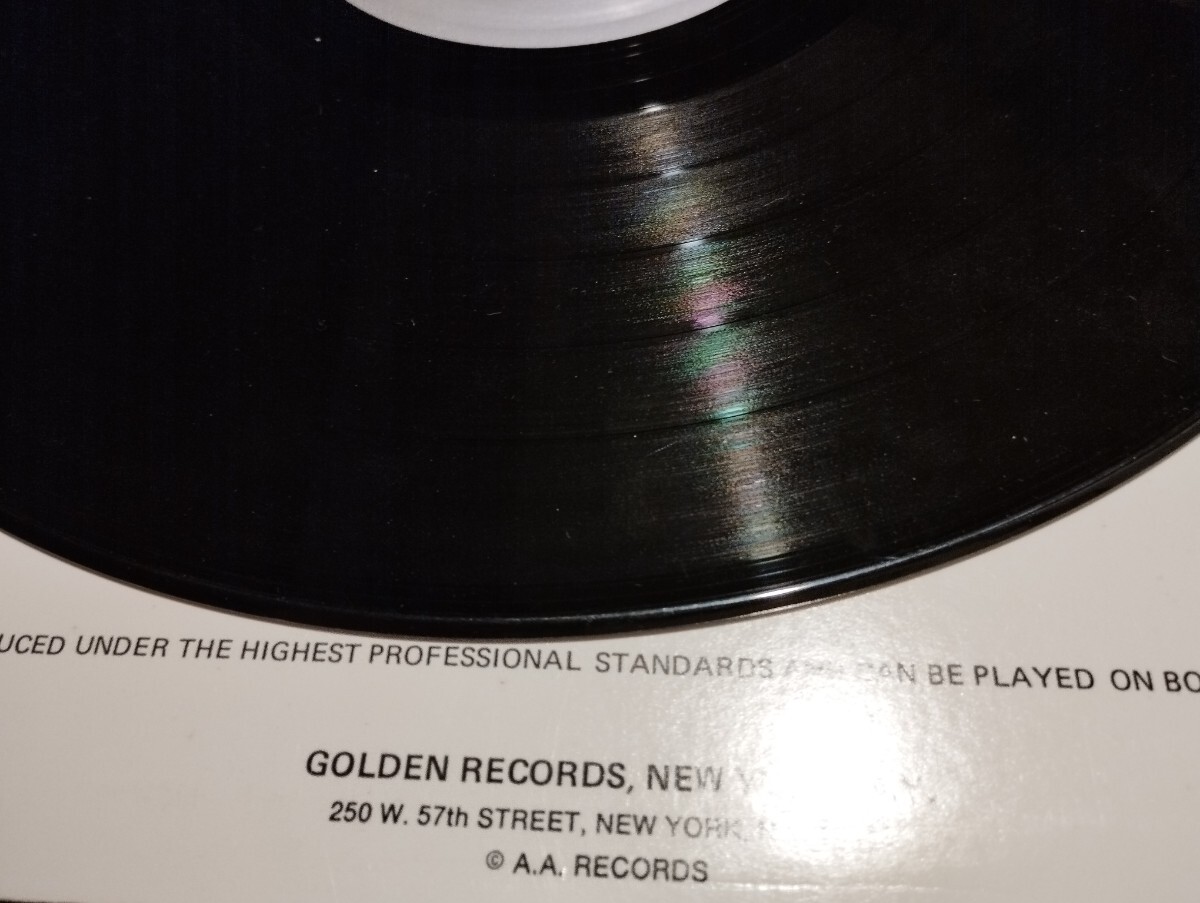 UCED UNDER THE HIGHEST PROFESSIONAL STANDARDS CAN BE PLAYED ON BO
GOLDEN RECORDS, NEW
250 W. 57th STREET, NEW YORK,
© A.A. RECORDS